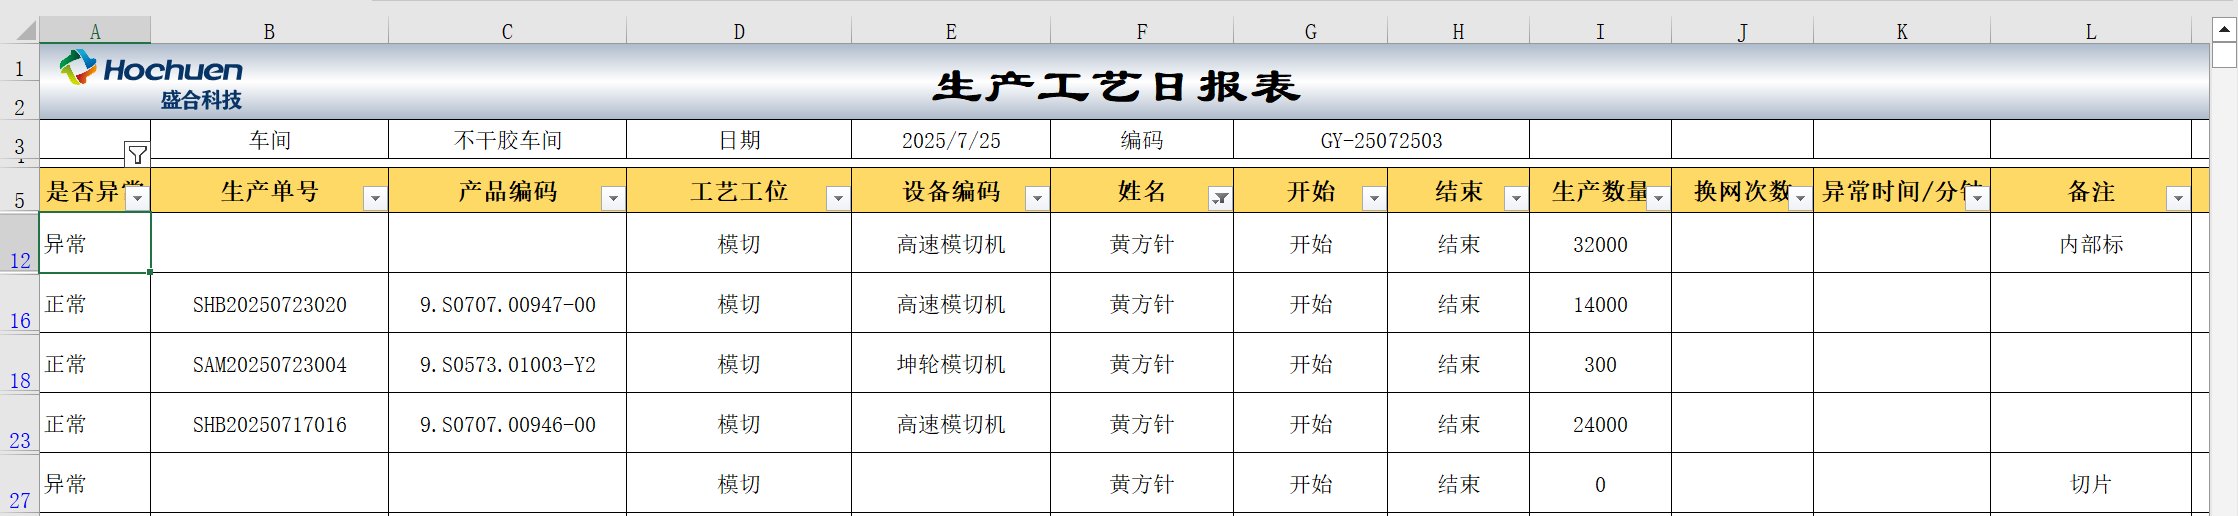 A B C D E F G H I J K L
1 Hochuen 生产工艺日报表
2 盛合科技
3 车间 不干胶车间 日期 2025/7/25 编码 GY-25072503
5 是否异常 生产单号 产品编码 工艺工位 设备编码 姓名 开始 结束 生产数量 换网次数 异常时间/分钟 备注
12 异常 模切 高速模切机 黄方针 开始 结束 32000 内部标
16 正常 SHB20250723020 9.S0707.00947-00 模切 高速模切机 黄方针 开始 结束 14000
18 正常 SAM20250723004 9.S0573.01003-Y2 模切 坤轮模切机 黄方针 开始 结束 300
23 正常 SHB20250717016 9.S0707.00946-00 模切 高速模切机 黄方针 开始 结束 24000
27 异常 模切 黄方针 开始 结束 0 切片